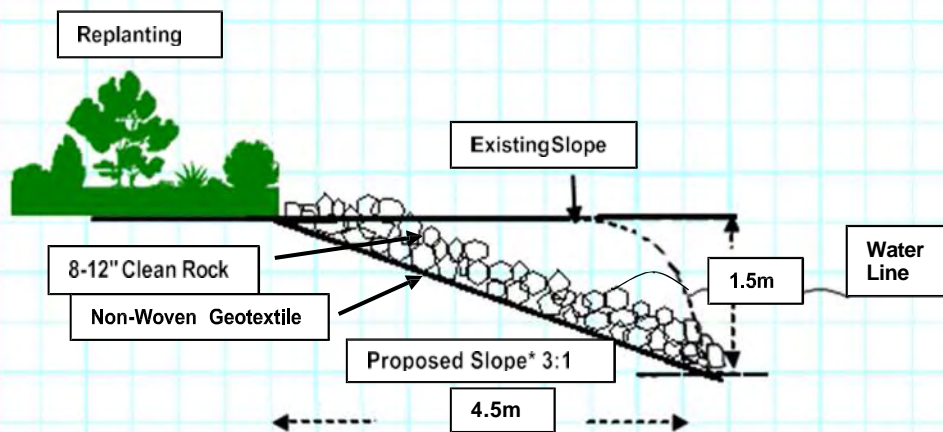 Replanting
ExistingSlope
8-12" Clean Rock
Non-Woven Geotextile
Water
Line
1.5m
Proposed Slope* 3:1
4.5m